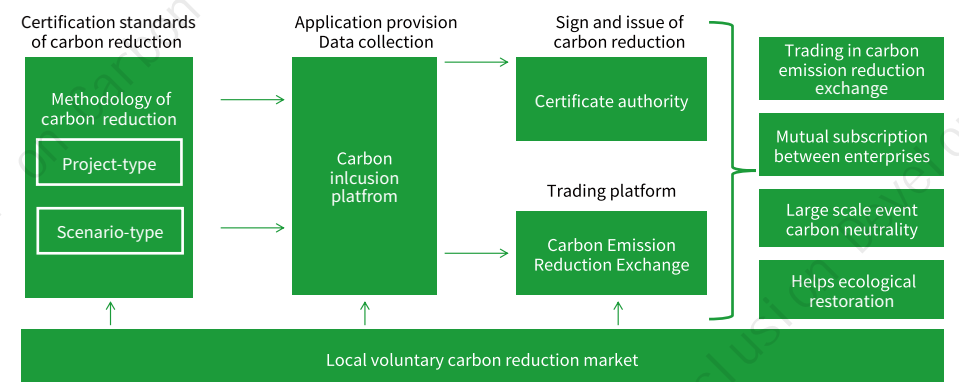 Certification standards
of carbon reduction
Methodology of
carbon reduction
Project-type
Scenario-type
Application provision
Data collection
Carbon
inlcusion
platfrom
Sign and issue of
carbon reduction
Certificate authority
Trading platform
Carbon Emission
Reduction Exchange
Trading in carbon
emission reduction
exchange
Mutual subscription
between enterprises
Large scale event
carbon neutrality
Helps ecological
restoration
Local voluntary carbon reduction market